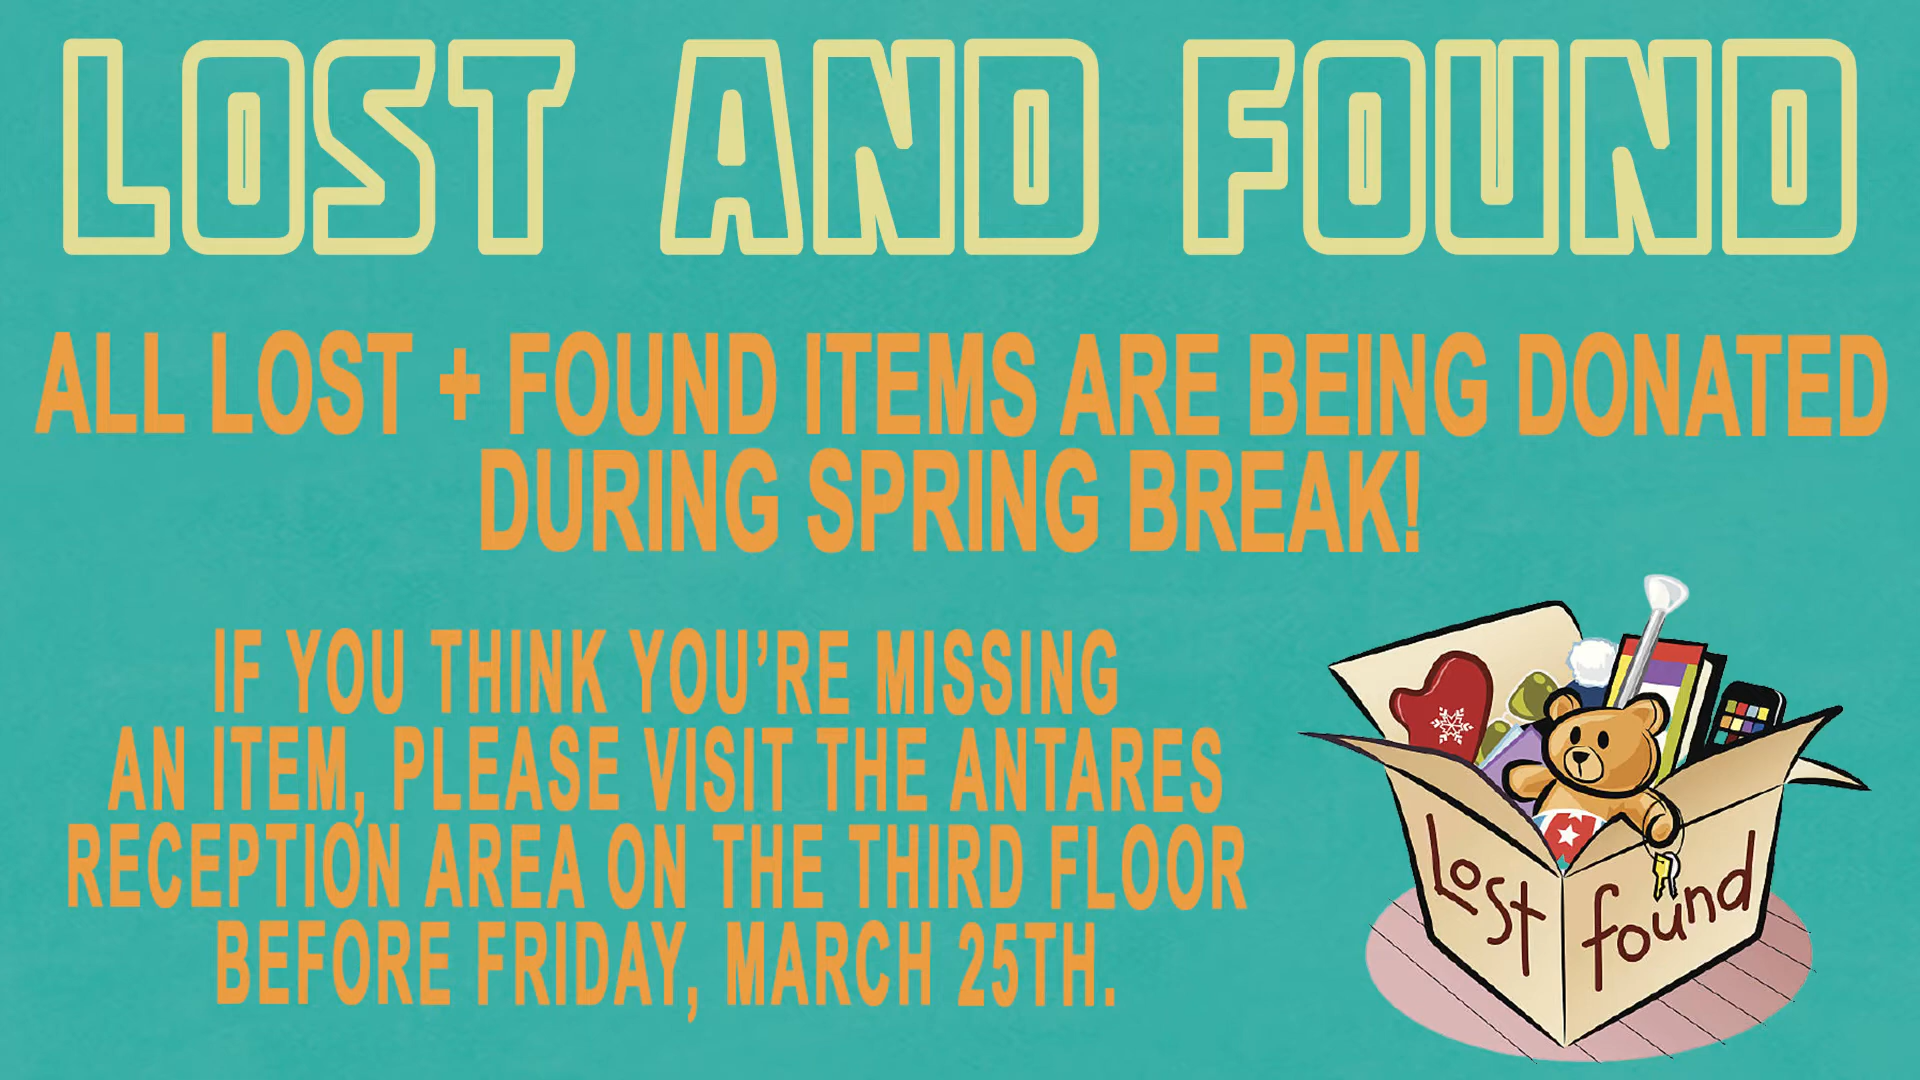 LOST AND FOUND
ALL LOST + FOUND ITEMS ARE BEING DONATED
DURING SPRING BREAK!
IF YOU THINK YOU'RE MISSING
AN ITEM, PLEASE VISIT THE ANTARES
RECEPTION AREA ON THE THIRD FLOOR
BEFORE FRIDAY, MARCH 25TH.
Lost found